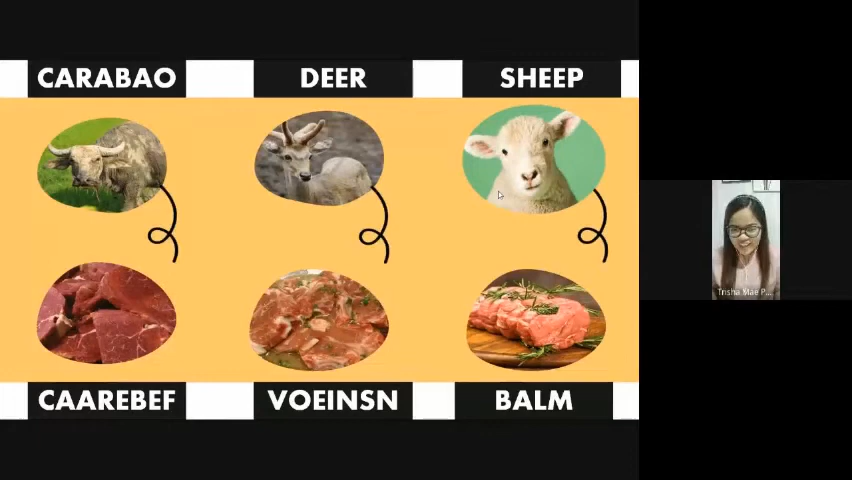 CARABAO
DEER
SHEEP
CAAREBEF
VOEINSN
BALM
Trisha Mae P...